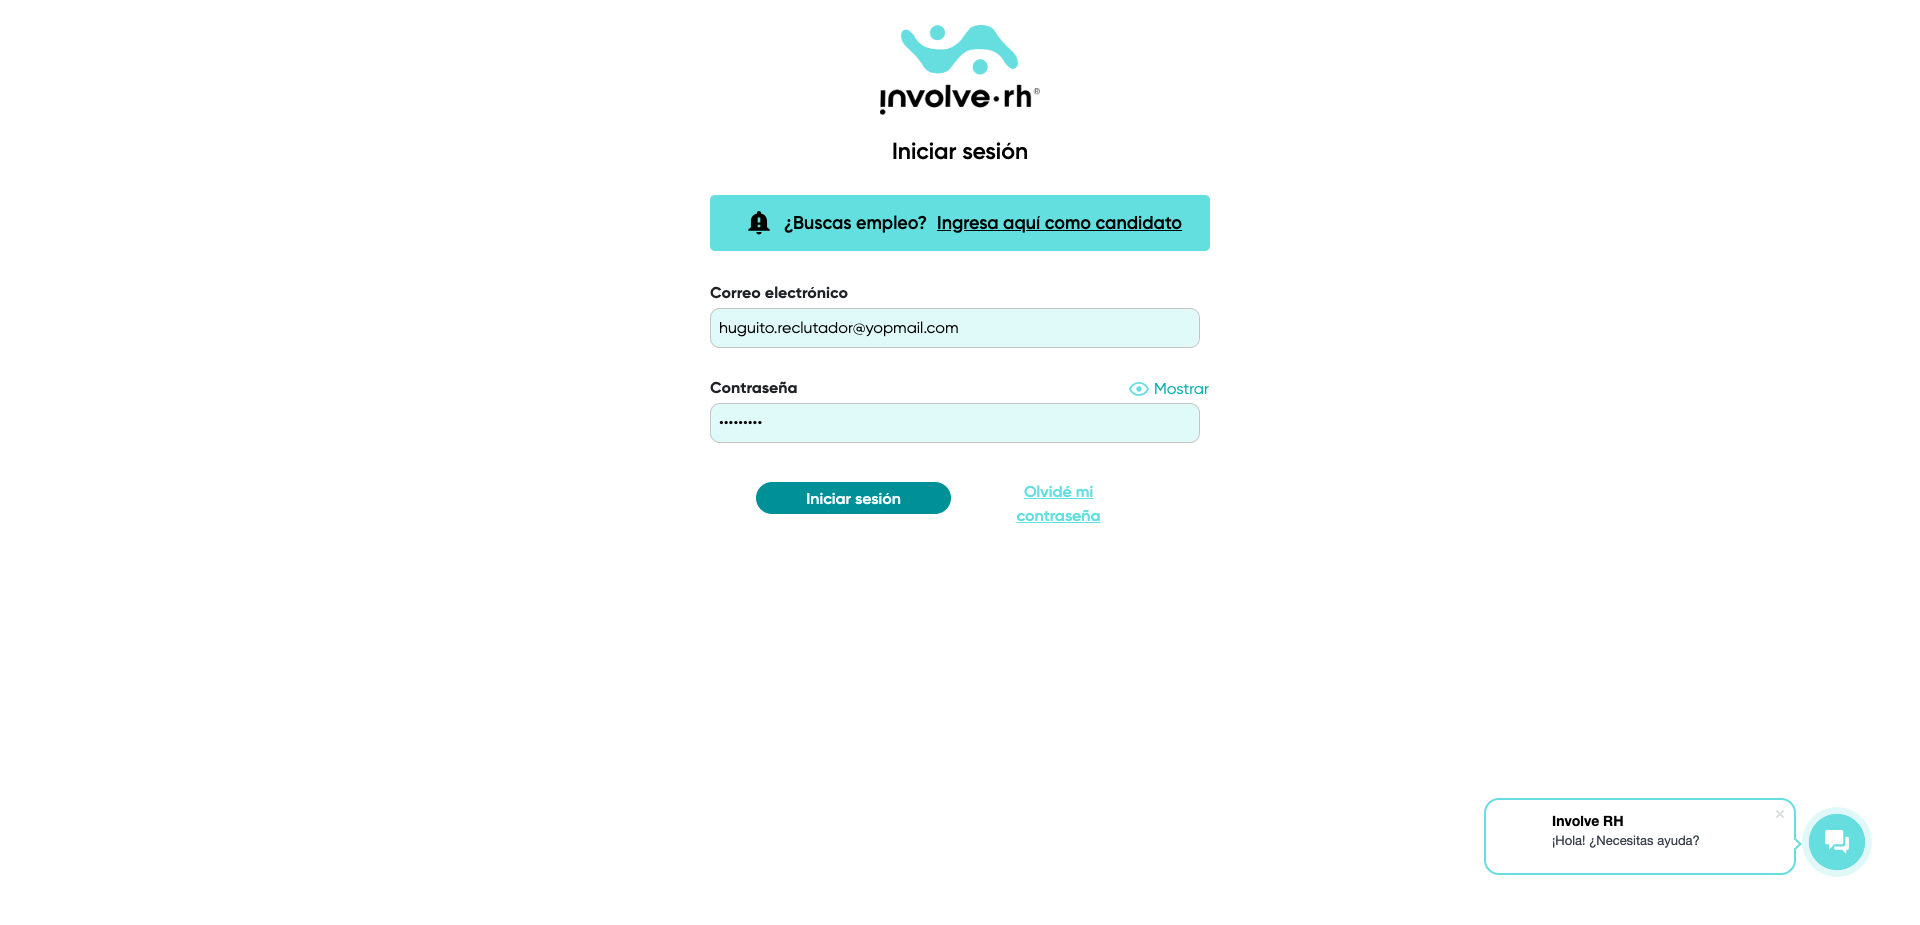 involve·rh®
Iniciar sesión
¿Buscas empleo? Ingresa aquí como candidato
Correo electrónico
huguito.reclutador@yopmail.com
Contraseña
Mostrar
•••••••••
Iniciar sesión
Olvidé mi
contraseña
Involve RH
×
¡Hola! ¿Necesitas ayuda?